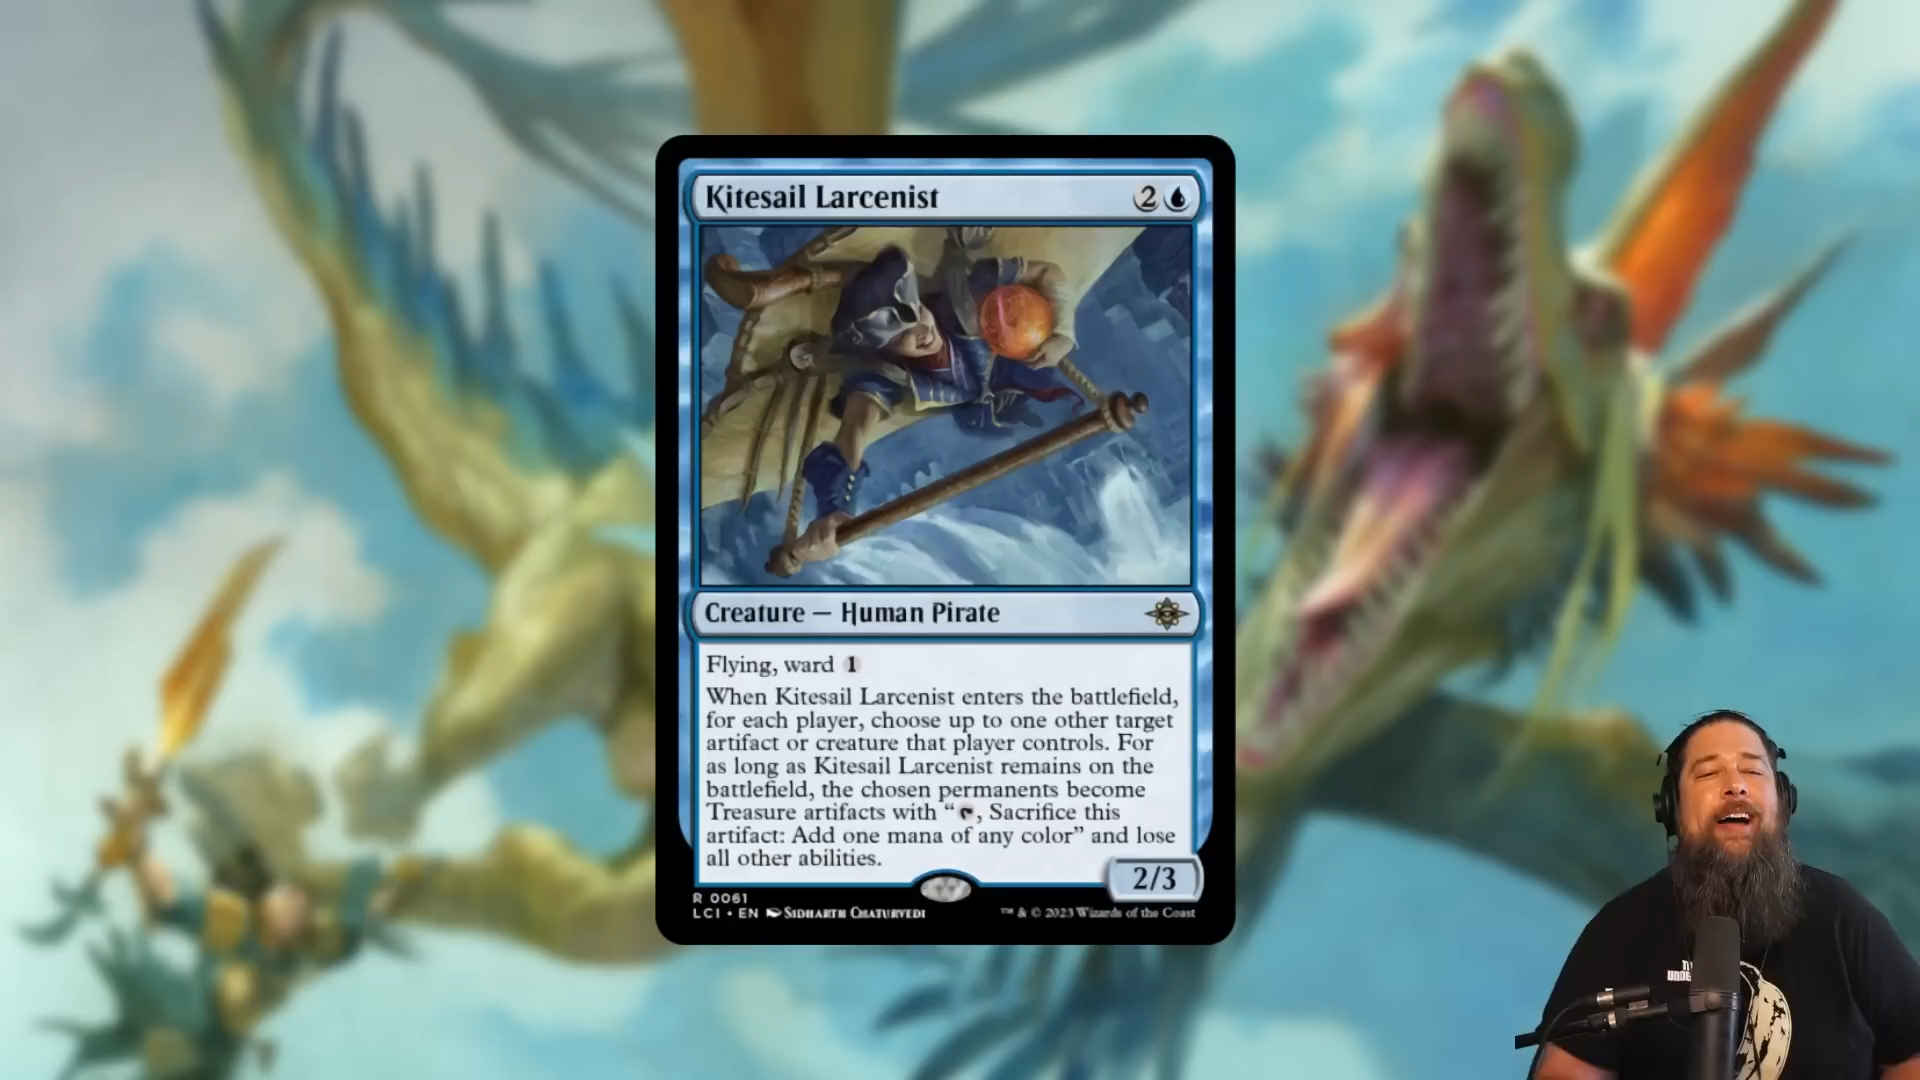 Kitesail Larcenist 2
Creature — Human Pirate
Flying, ward 1
When Kitesail Larcenist enters the battlefield,
for each player, choose up to one other target
artifact or creature that player controls. For
as long as Kitesail Larcenist remains on the
battlefield, the chosen permanents become
Treasure artifacts with “, Sacrifice this
artifact: Add one mana of any color” and lose
all other abilities.
2/3
R 0061
LCI • EN Sidharth Chaturvedi
™ & © 2023 Wizards of the Coast